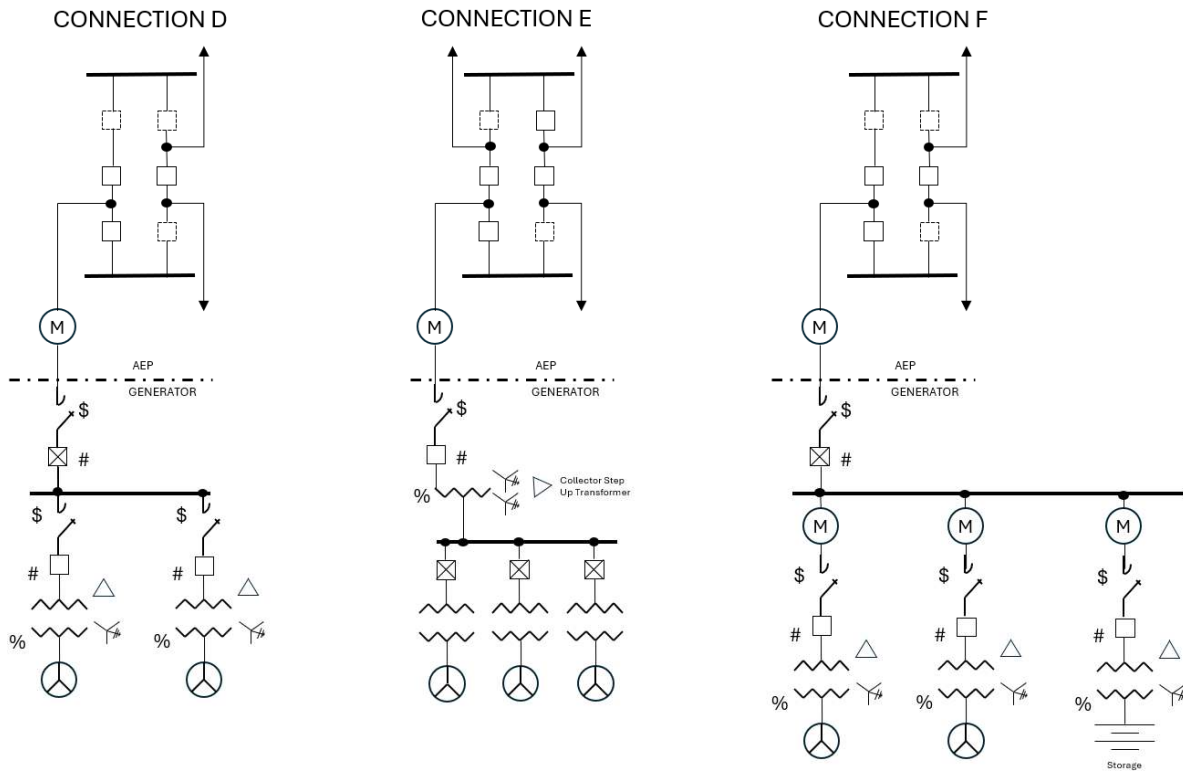 CONNECTION D
CONNECTION E
CONNECTION F
M
M
M
AEP
AEP
AEP
GENERATOR
GENERATOR
GENERATOR
$
$
$
#
#
#
% Collector Step
Up Transformer
$
$
M
M
M
#
#
$
$
$
%
%
#
#
#
%
%
%
Storage